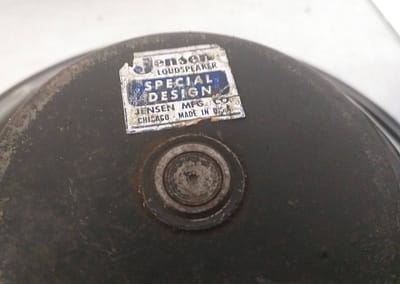 Jensen
LOUDSPEAKER
SPECIAL
DESIGN
JENSEN MFG. CO.
CHICAGO - MADE IN U.S.A.